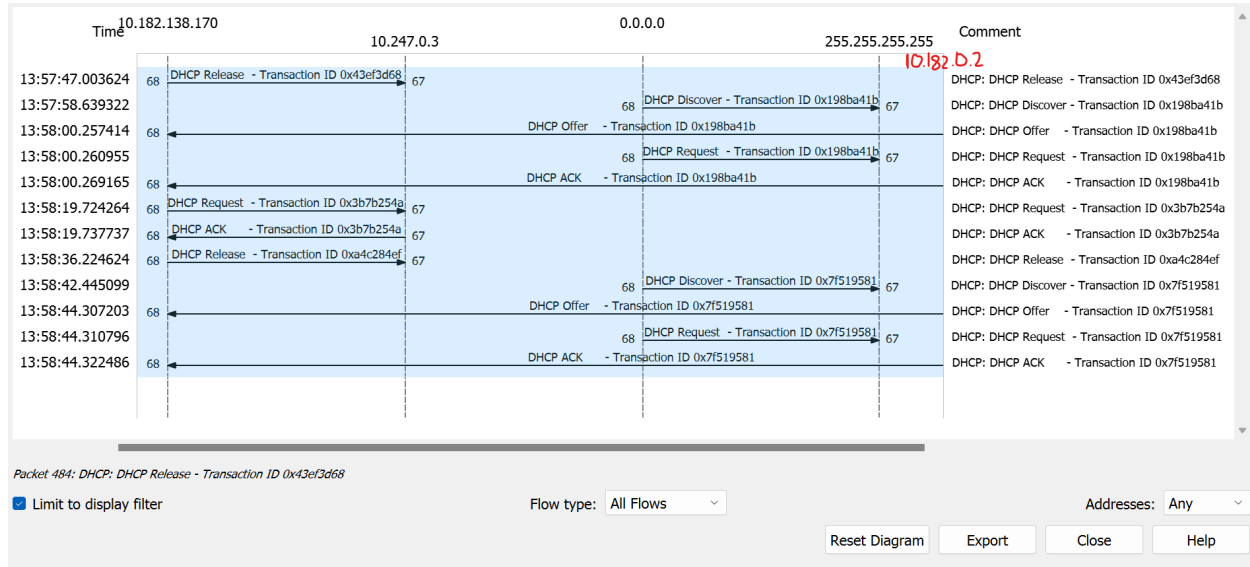 Time 10.182.138.170 0.0.0.0 Comment
10.247.0.3 255.255.255.255
10.182.0.2
13:57:47.003624 68 DHCP Release - Transaction ID 0x43ef3d68 67 DHCP: DHCP Release - Transaction ID 0x43ef3d68
13:57:58.639322 68 DHCP Discover - Transaction ID 0x198ba41b 67 DHCP: DHCP Discover - Transaction ID 0x198ba41b
13:58:00.257414 68 DHCP Offer - Transaction ID 0x198ba41b DHCP: DHCP Offer - Transaction ID 0x198ba41b
13:58:00.260955 68 DHCP Request - Transaction ID 0x198ba41b 67 DHCP: DHCP Request - Transaction ID 0x198ba41b
13:58:00.269165 68 DHCP ACK - Transaction ID 0x198ba41b DHCP: DHCP ACK - Transaction ID 0x198ba41b
13:58:19.724264 68 DHCP Request - Transaction ID 0x3b7b254a 67 DHCP: DHCP Request - Transaction ID 0x3b7b254a
13:58:19.737737 68 DHCP ACK - Transaction ID 0x3b7b254a 67 DHCP: DHCP ACK - Transaction ID 0x3b7b254a
13:58:36.224624 68 DHCP Release - Transaction ID 0xa4c284ef 67 DHCP: DHCP Release - Transaction ID 0xa4c284ef
13:58:42.445099 68 DHCP Discover - Transaction ID 0x7f519581 67 DHCP: DHCP Discover - Transaction ID 0x7f519581
13:58:44.307203 68 DHCP Offer - Transaction ID 0x7f519581 DHCP: DHCP Offer - Transaction ID 0x7f519581
13:58:44.310796 68 DHCP Request - Transaction ID 0x7f519581 67 DHCP: DHCP Request - Transaction ID 0x7f519581
13:58:44.322486 68 DHCP ACK - Transaction ID 0x7f519581 DHCP: DHCP ACK - Transaction ID 0x7f519581
Packet 484: DHCP: DHCP Release - Transaction ID 0x43ef3d68
Limit to display filter Flow type: All Flows Addresses: Any
Reset Diagram Export Close Help